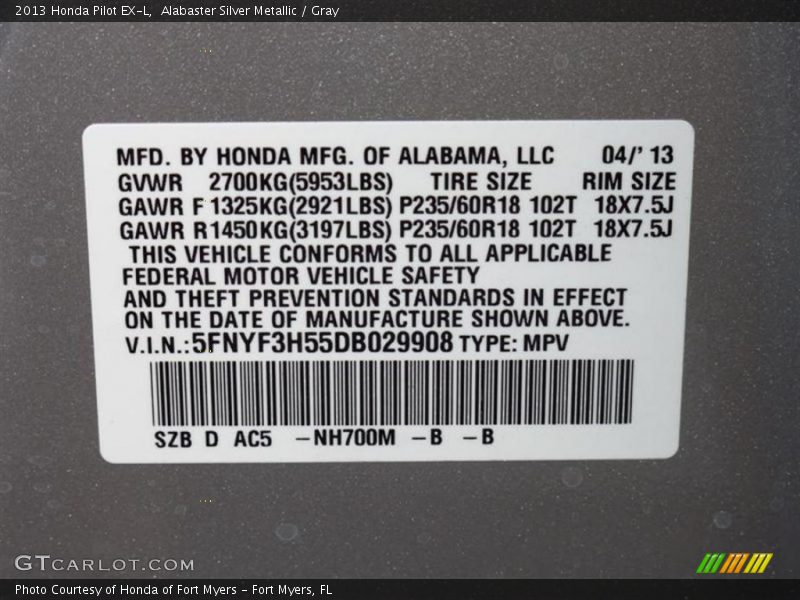 2013 Honda Pilot EX-L, Alabaster Silver Metallic / Gray
MFD. BY HONDA MFG. OF ALABAMA, LLC 04/' 13
GVWR 2700KG(5953LBS) TIRE SIZE RIM SIZE
GAWR F 1325KG(2921LBS) P235/60R18 102T 18X7.5J
GAWR R 1450KG(3197LBS) P235/60R18 102T 18X7.5J
THIS VEHICLE CONFORMS TO ALL APPLICABLE
FEDERAL MOTOR VEHICLE SAFETY
AND THEFT PREVENTION STANDARDS IN EFFECT
ON THE DATE OF MANUFACTURE SHOWN ABOVE.
V.I.N.:5FNYF3H55DB029908 TYPE: MPV
SZB D AC5 -NH700M -B -B
GTCARLOT.COM
Photo Courtesy of Honda of Fort Myers - Fort Myers, FL